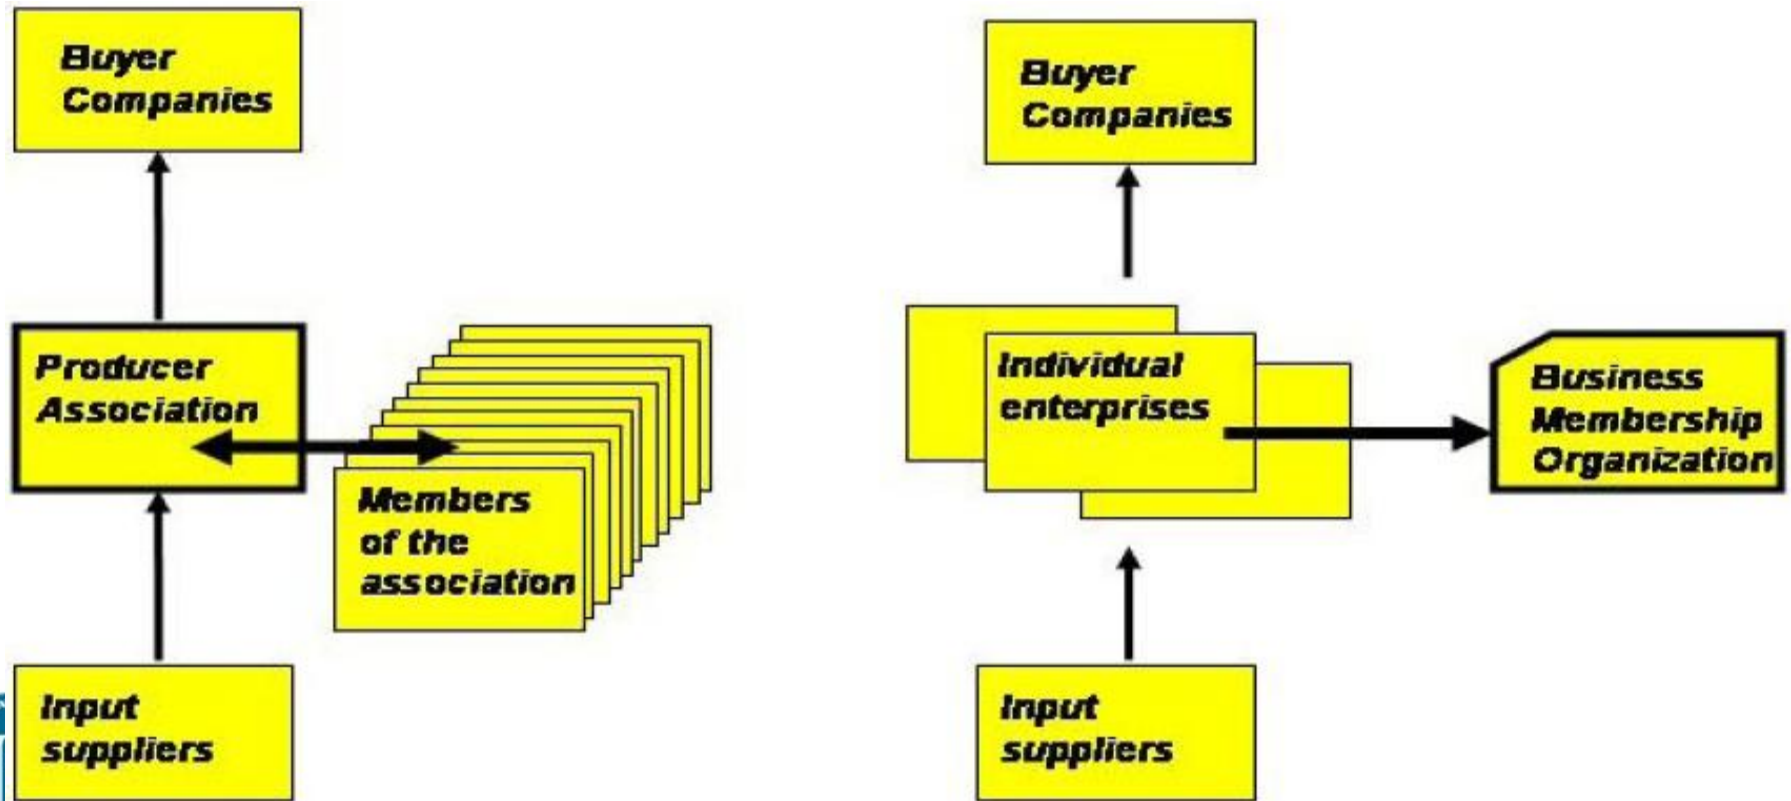 Buyer
Companies
Producer
Association
Members
of the
association
Input
suppliers
Buyer
Companies
Individual
enterprises
Business
Membership
Organization
Input
suppliers